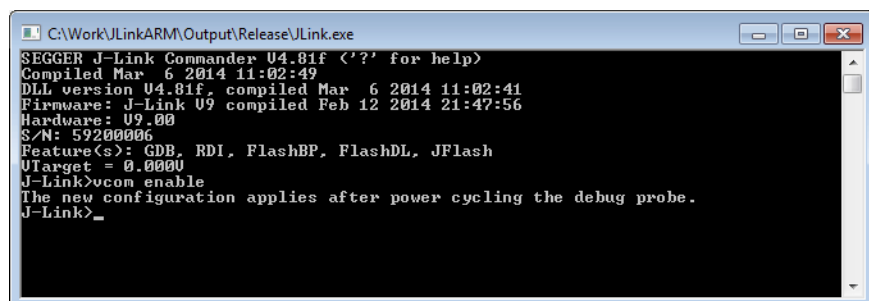 C:\Work\JLinkARM\Output\Release\JLink.exe
SEGGER J-Link Commander V4.81f ('?' for help)
Compiled Mar  6 2014 11:02:49
DLL version V4.81f, compiled Mar  6 2014 11:02:41
Firmware: J-Link V9 compiled Feb 12 2014 21:47:56
Hardware: V9.00
S/N: 59200006
Feature(s): GDB, RDI, FlashBP, FlashDL, JFlash
VTarget = 0.000V
J-Link>vcom enable
The new configuration applies after power cycling the debug probe.
J-Link>_